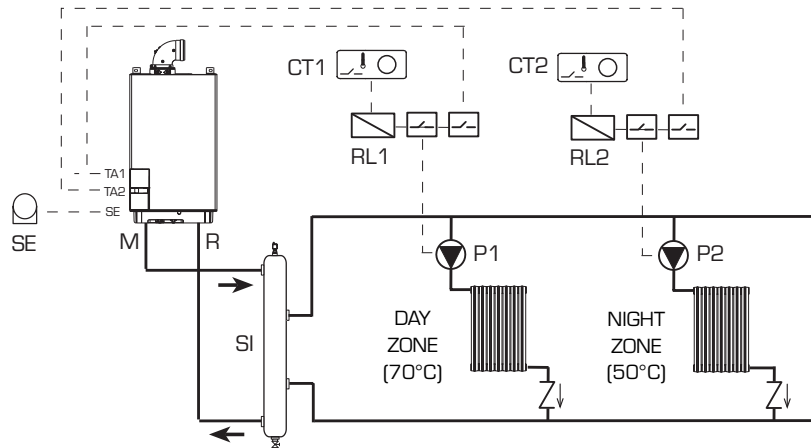 CT1
CT2
RL1
RL2
TA1
TA2
SE
SE
M
R
P1
P2
SI
DAY
ZONE
(70°C)
NIGHT
ZONE
(50°C)